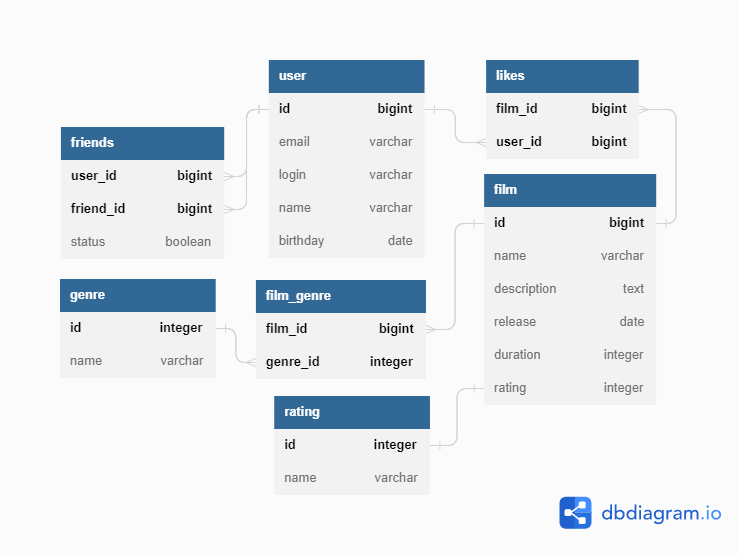 user
id bigint
email varchar
login varchar
name varchar
birthday date
likes
film_id bigint
user_id bigint
friends
user_id bigint
friend_id bigint
status boolean
film
id bigint
name varchar
description text
release date
duration integer
rating integer
genre
id integer
name varchar
film_genre
film_id bigint
genre_id integer
rating
id integer
name varchar
dbdiagram.io